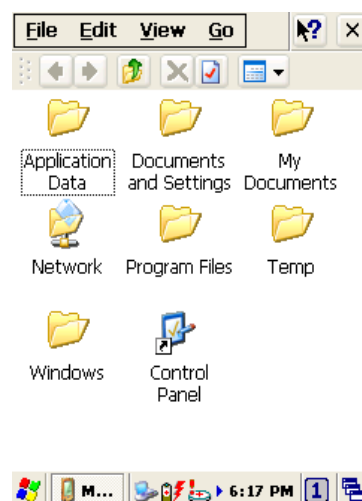 File Edit View Go ?
Application Data
Documents and Settings
My Documents
Network
Program Files
Temp
Windows
Control Panel
M... 6:17 PM 1